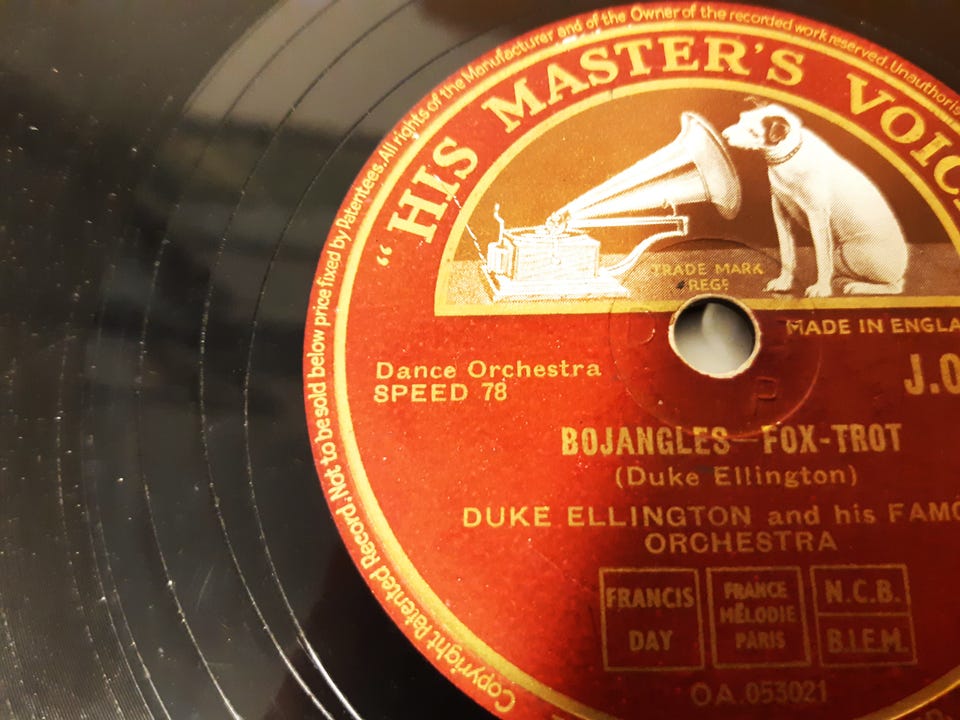 Copyright Patented Record. Not to be sold below price fixed by Patentees. All rights of the Manufacturer and of the Owner of the recorded work reserved. Unauthoris
"HIS MASTER'S VOIC
TRADE MARK
REGD
MADE IN ENGLA
Dance Orchestra
SPEED 78
J.O
BOJANGLES FOX-TROT
(Duke Ellington)
DUKE ELLINGTON and his FAMO
ORCHESTRA
FRANCIS
DAY
FRANCE
MÉLODIE
PARIS
N.C.B.
B.I.E.M.
OA.053021